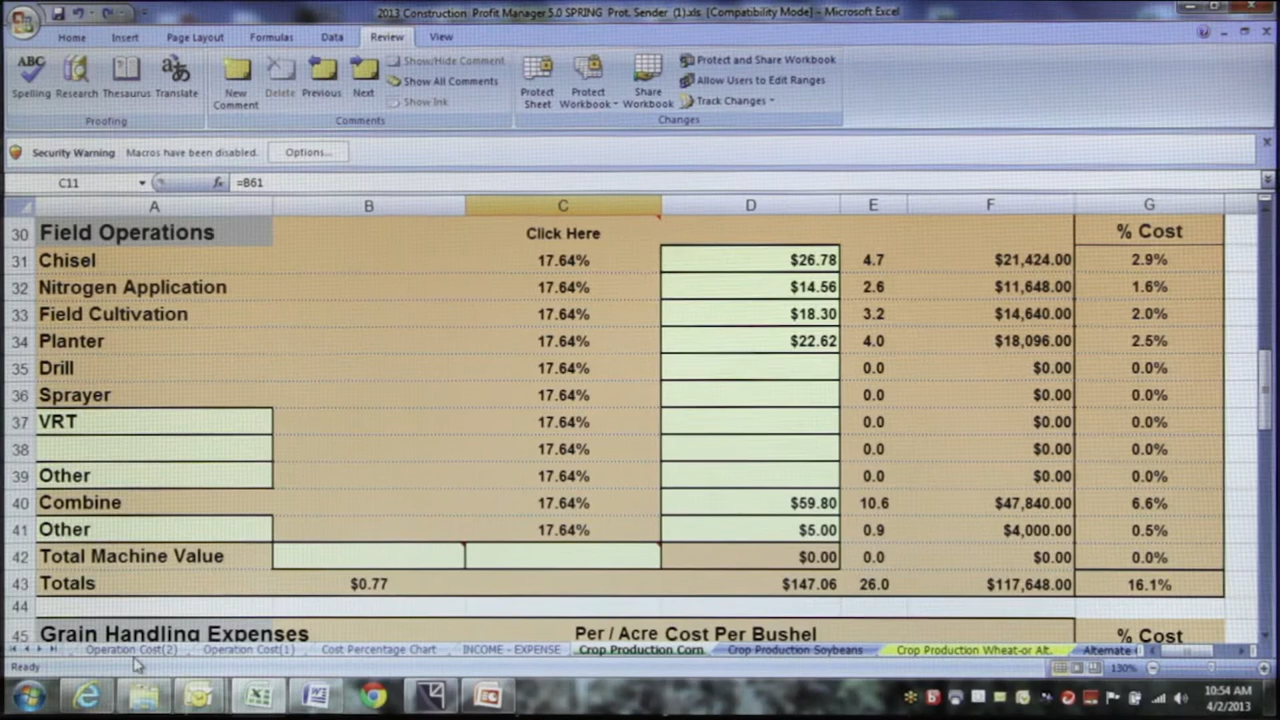 2013 Construction Profit Manager 5.0 SPRING Prot. Sender (1).xls [Compatibility Mode] - Microsoft Excel
Home Insert Page Layout Formulas Data Review View
Spelling Research Thesaurus Translate
Proofing
New Comment Delete Previous Next
Show/Hide Comment
Show All Comments
Show Ink
Comments
Protect Sheet Protect Workbook Share Workbook
Protect and Share Workbook
Allow Users to Edit Ranges
Track Changes
Changes
Security Warning Macros have been disabled. Options...
C11 fx =B61
A B C D E F G
30 Field Operations Click Here % Cost
31 Chisel 17.64% $26.78 4.7 $21,424.00 2.9%
32 Nitrogen Application 17.64% $14.56 2.6 $11,648.00 1.6%
33 Field Cultivation 17.64% $18.30 3.2 $14,640.00 2.0%
34 Planter 17.64% $22.62 4.0 $18,096.00 2.5%
35 Drill 17.64% 0.0 $0.00 0.0%
36 Sprayer 17.64% 0.0 $0.00 0.0%
37 VRT 17.64% 0.0 $0.00 0.0%
38 17.64% 0.0 $0.00 0.0%
39 Other 17.64% 0.0 $0.00 0.0%
40 Combine 17.64% $59.80 10.6 $47,840.00 6.6%
41 Other 17.64% $5.00 0.9 $4,000.00 0.5%
42 Total Machine Value $0.00 0.0 $0.00 0.0%
43 Totals $0.77 $147.06 26.0 $117,648.00 16.1%
44
45 Grain Handling Expenses Per / Acre Cost Per Bushel % Cost
Operation Cost(2) Operation Cost(1) Cost Percentage Chart INCOME - EXPENSE Crop Production Corn Crop Production Soybeans Crop Production Wheat-or Alt. Alternate
Ready 130%
10:54 AM
4/2/2013